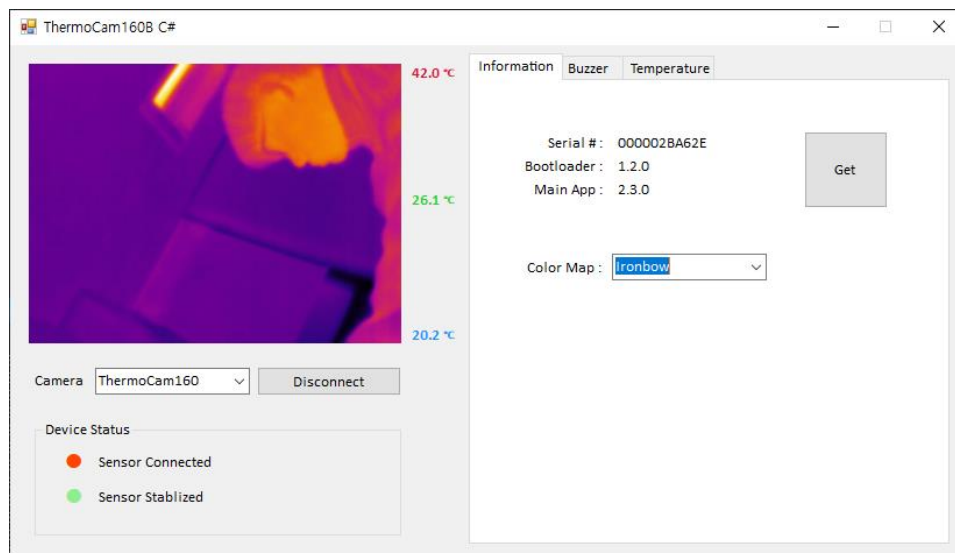 ThermoCam160B C#
42.0 ℃
26.1 ℃
20.2 ℃
Camera ThermoCam160 Disconnect
Device Status
Sensor Connected
Sensor Stablized
Information Buzzer Temperature
Serial # : 000002BA62E
Bootloader : 1.2.0
Main App : 2.3.0
Get
Color Map : Ironbow